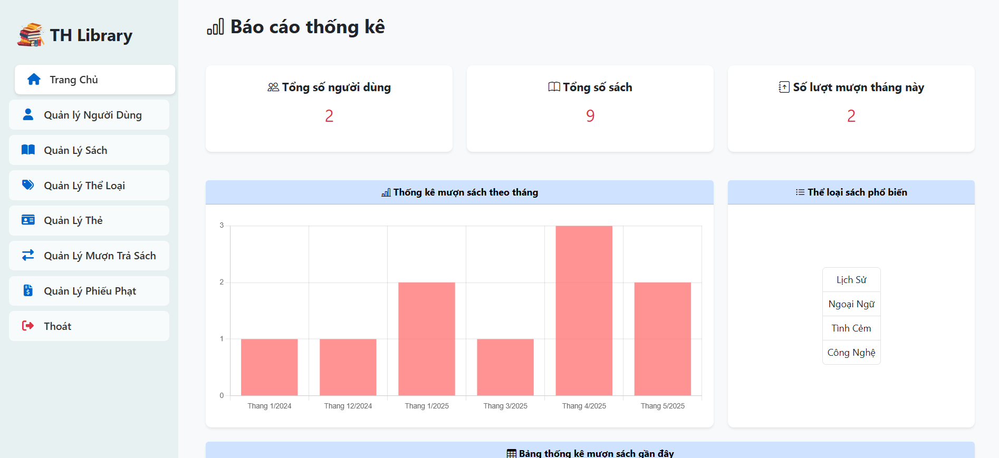 TH Library
Trang Chủ
Quản lý Người Dùng
Quản Lý Sách
Quản Lý Thể Loại
Quản Lý Thẻ
Quản Lý Mượn Trả Sách
Quản Lý Phiếu Phạt
Thoát
Báo cáo thống kê
Tổng số người dùng
2
Tổng số sách
9
Số lượt mượn tháng này
2
Thống kê mượn sách theo tháng
3
2
1
0
Thang 1/2024
Thang 12/2024
Thang 1/2025
Thang 3/2025
Thang 4/2025
Thang 5/2025
Thể loại sách phổ biến
Lịch Sử
Ngoại Ngữ
Tình Cẻm
Công Nghệ
Bảng thống kê mượn sách gần đây